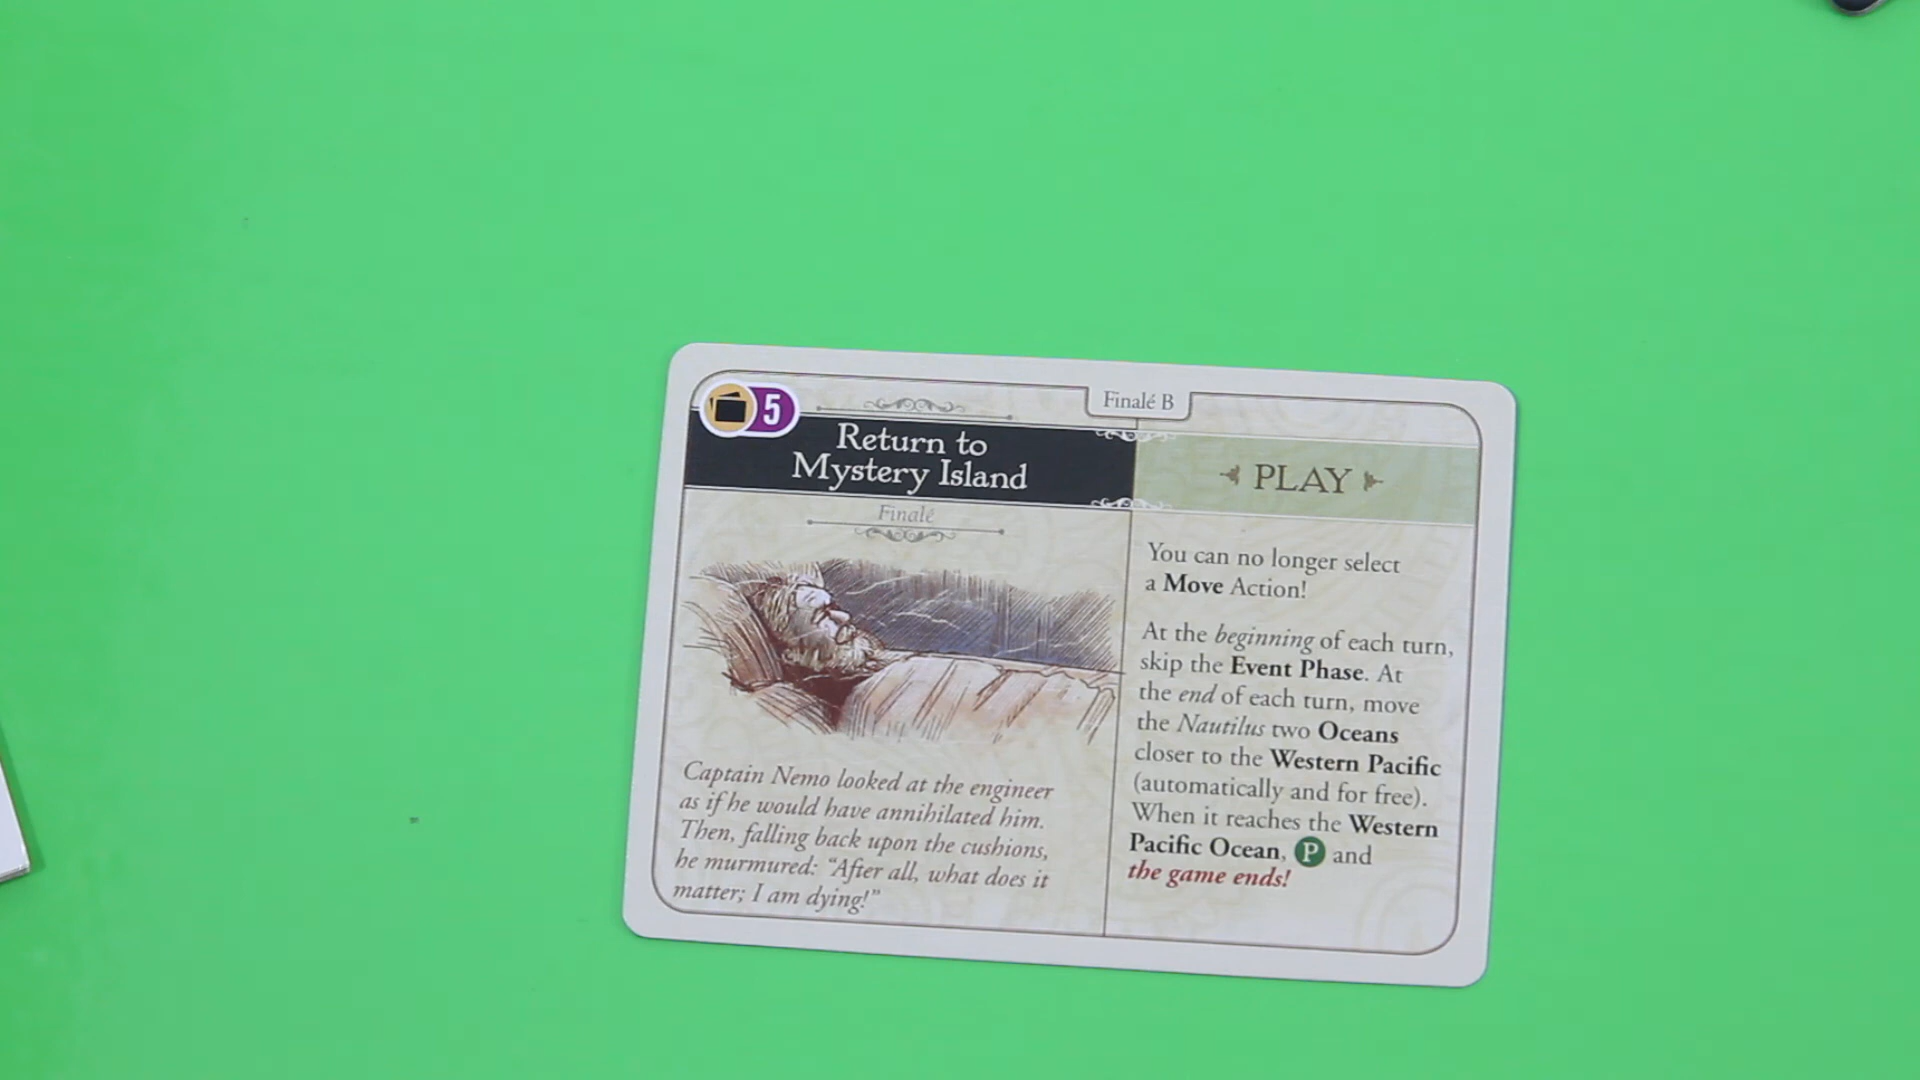 Finalé B
5
Return to
Mystery Island
Finalé
Captain Nemo looked at the engineer
as if he would have annihilated him.
Then, falling back upon the cushions,
he murmured: “After all, what does it
matter; I am dying!”
PLAY
You can no longer select
a Move Action!
At the beginning of each turn,
skip the Event Phase. At
the end of each turn, move
the Nautilus two Oceans
closer to the Western Pacific
(automatically and for free).
When it reaches the Western
Pacific Ocean, P and
the game ends!